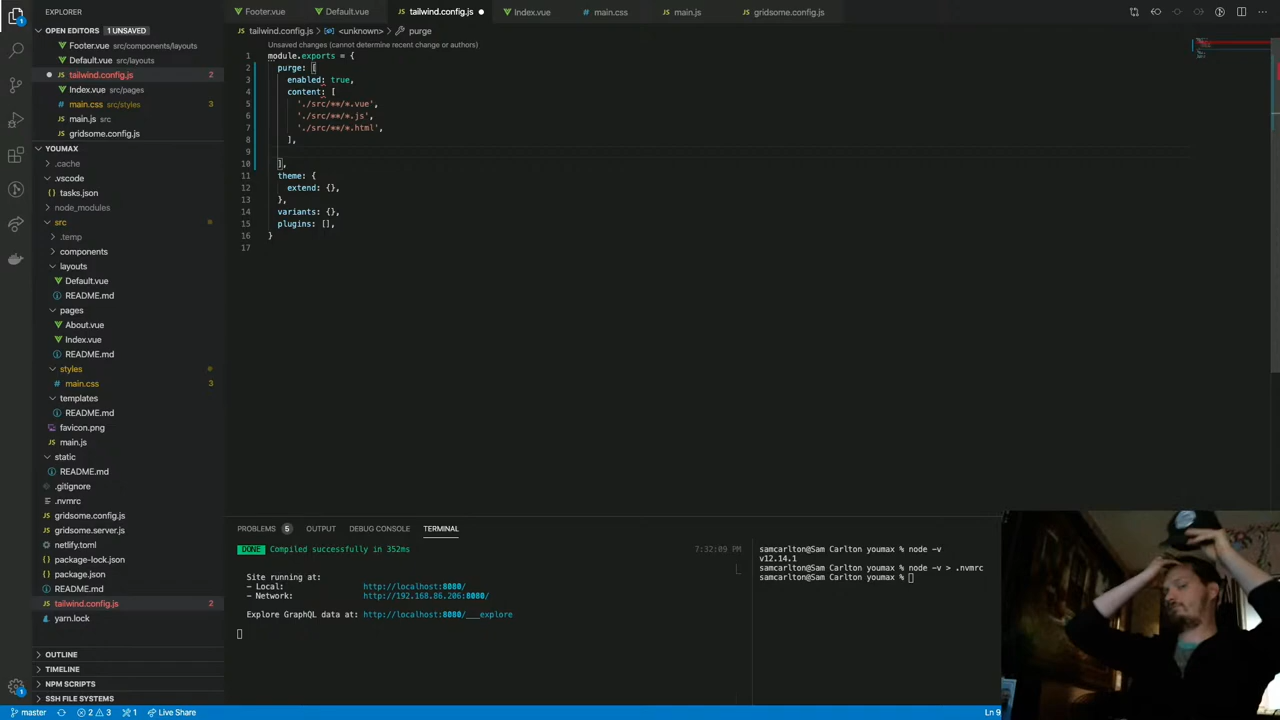 EXPLORER
Footer.vue
Default.vue
tailwind.config.js
Index.vue
main.css
main.js
gridsome.config.js
OPEN EDITORS 1 UNSAVED
Footer.vue src/components/layouts
Default.vue src/layouts
tailwind.config.js 2
Index.vue src/pages
main.css src/styles 3
main.js src
gridsome.config.js
YOUMAX
.cache
.vscode
tasks.json
node_modules
src
.temp
components
layouts
Default.vue
README.md
pages
About.vue
Index.vue
README.md
styles
main.css 3
templates
README.md
favicon.png
main.js
static
README.md
.gitignore
.nvmrc
gridsome.config.js
gridsome.server.js
netlify.toml
package-lock.json
package.json
README.md
tailwind.config.js 2
yarn.lock
OUTLINE
TIMELINE
NPM SCRIPTS
SSH FILE SYSTEMS
tailwind.config.js > <unknown> > purge
Unsaved changes (cannot determine recent change or authors)
1 module.exports = {
2 purge: [
3 enabled: true,
4 content: [
5 './src/**/*.vue',
6 './src/**/*.js',
7 './src/**/*.html',
8 ],
9
10 ],
11 theme: {
12 extend: {},
13 },
14 variants: {},
15 plugins: [],
16 }
17
PROBLEMS 5 OUTPUT DEBUG CONSOLE TERMINAL
DONE Compiled successfully in 352ms 7:32:09 PM
Site running at:
- Local: http://localhost:8080/
- Network: http://192.168.86.206:8080/
Explore GraphQL data at: http://localhost:8080/___explore
samcarlton@Sam Carlton youmax % node -v
v12.14.1
samcarlton@Sam Carlton youmax % node -v > .nvmrc
samcarlton@Sam Carlton youmax %
1
1
master 2 3 1 Live Share
Ln 9